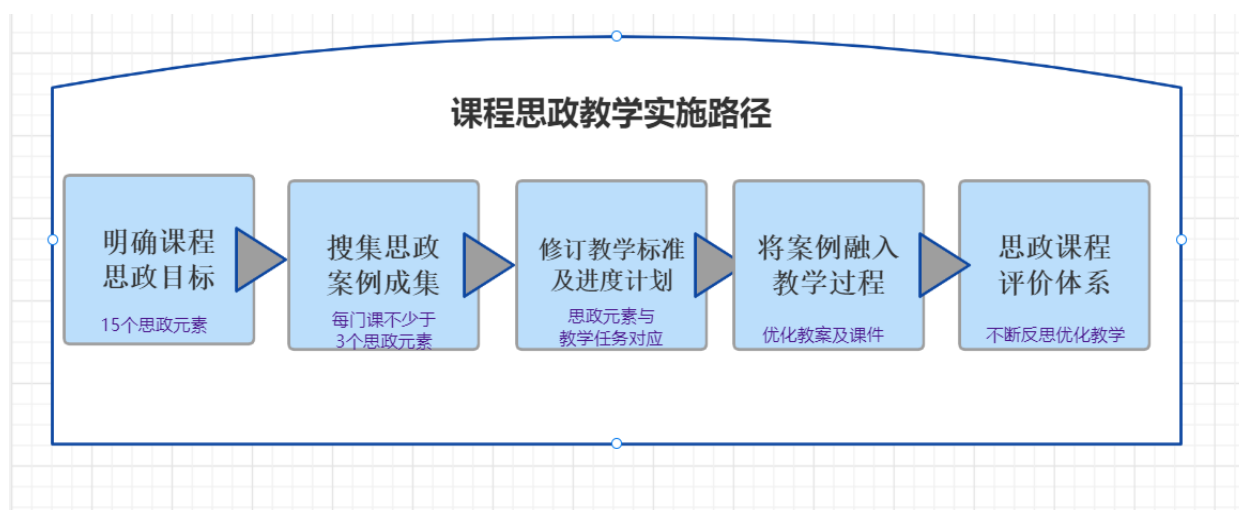 课程思政教学实施路径
明确课程
思政目标
15个思政元素
搜集思政
案例成集
每门课不少于
3个思政元素
修订教学标准
及进度计划
思政元素与
教学任务对应
将案例融入
教学过程
优化教案及课件
思政课程
评价体系
不断反思优化教学